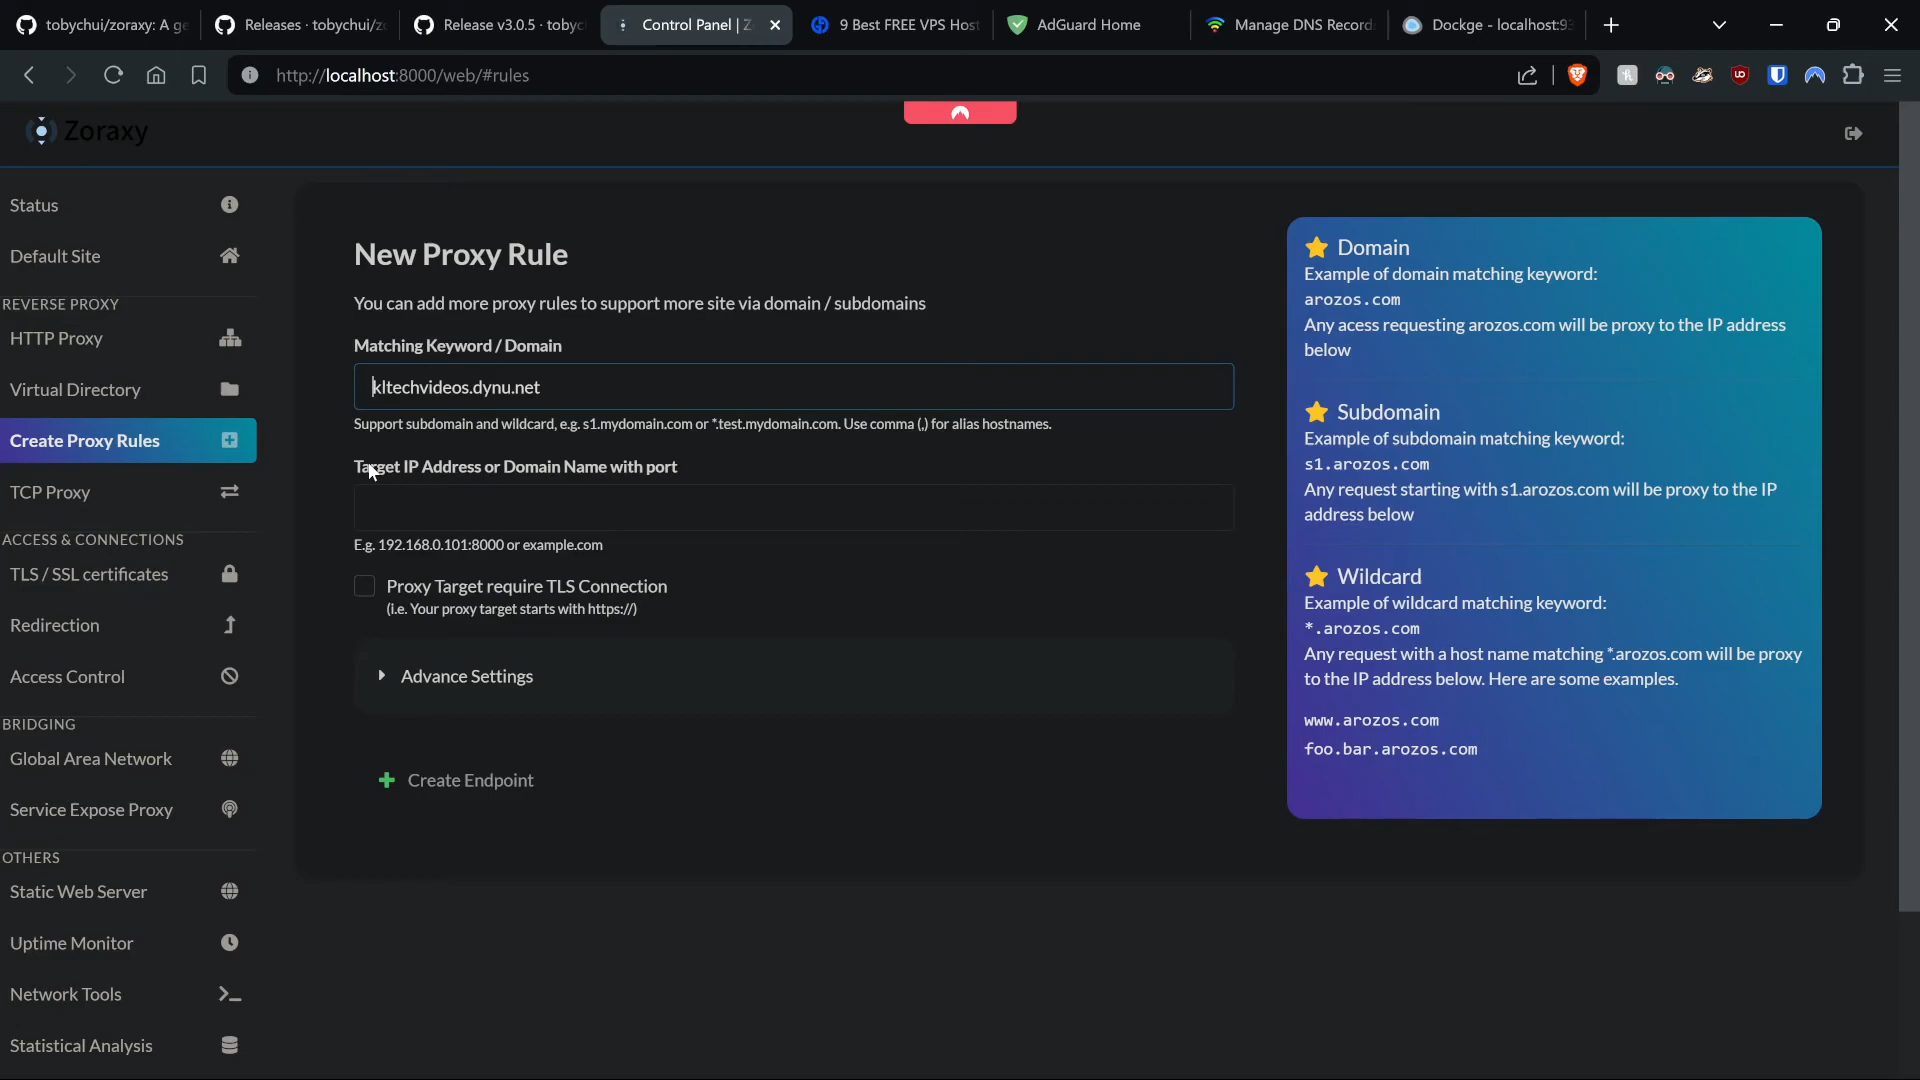 tobychui/zoraxy: A ge
Releases · tobychui/zo
Release v3.0.5 · tobyc
Control Panel | Z
9 Best FREE VPS Host
AdGuard Home
Manage DNS Record
Dockge - localhost:93
http://localhost:8000/web/#rules
Zoraxy
Status
Default Site
REVERSE PROXY
HTTP Proxy
Virtual Directory
Create Proxy Rules
TCP Proxy
ACCESS & CONNECTIONS
TLS / SSL certificates
Redirection
Access Control
BRIDGING
Global Area Network
Service Expose Proxy
OTHERS
Static Web Server
Uptime Monitor
Network Tools
Statistical Analysis
New Proxy Rule
You can add more proxy rules to support more site via domain / subdomains
Matching Keyword / Domain
kltechvideos.dynu.net
Support subdomain and wildcard, e.g. s1.mydomain.com or *.test.mydomain.com. Use comma (,) for alias hostnames.
Target IP Address or Domain Name with port
E.g. 192.168.0.101:8000 or example.com
Proxy Target require TLS Connection
(i.e. Your proxy target starts with https://)
Advance Settings
Create Endpoint
Domain
Example of domain matching keyword:
arozos.com
Any acess requesting arozos.com will be proxy to the IP address
below
Subdomain
Example of subdomain matching keyword:
s1.arozos.com
Any request starting with s1.arozos.com will be proxy to the IP
address below
Wildcard
Example of wildcard matching keyword:
*.arozos.com
Any request with a host name matching *.arozos.com will be proxy
to the IP address below. Here are some examples.
www.arozos.com
foo.bar.arozos.com